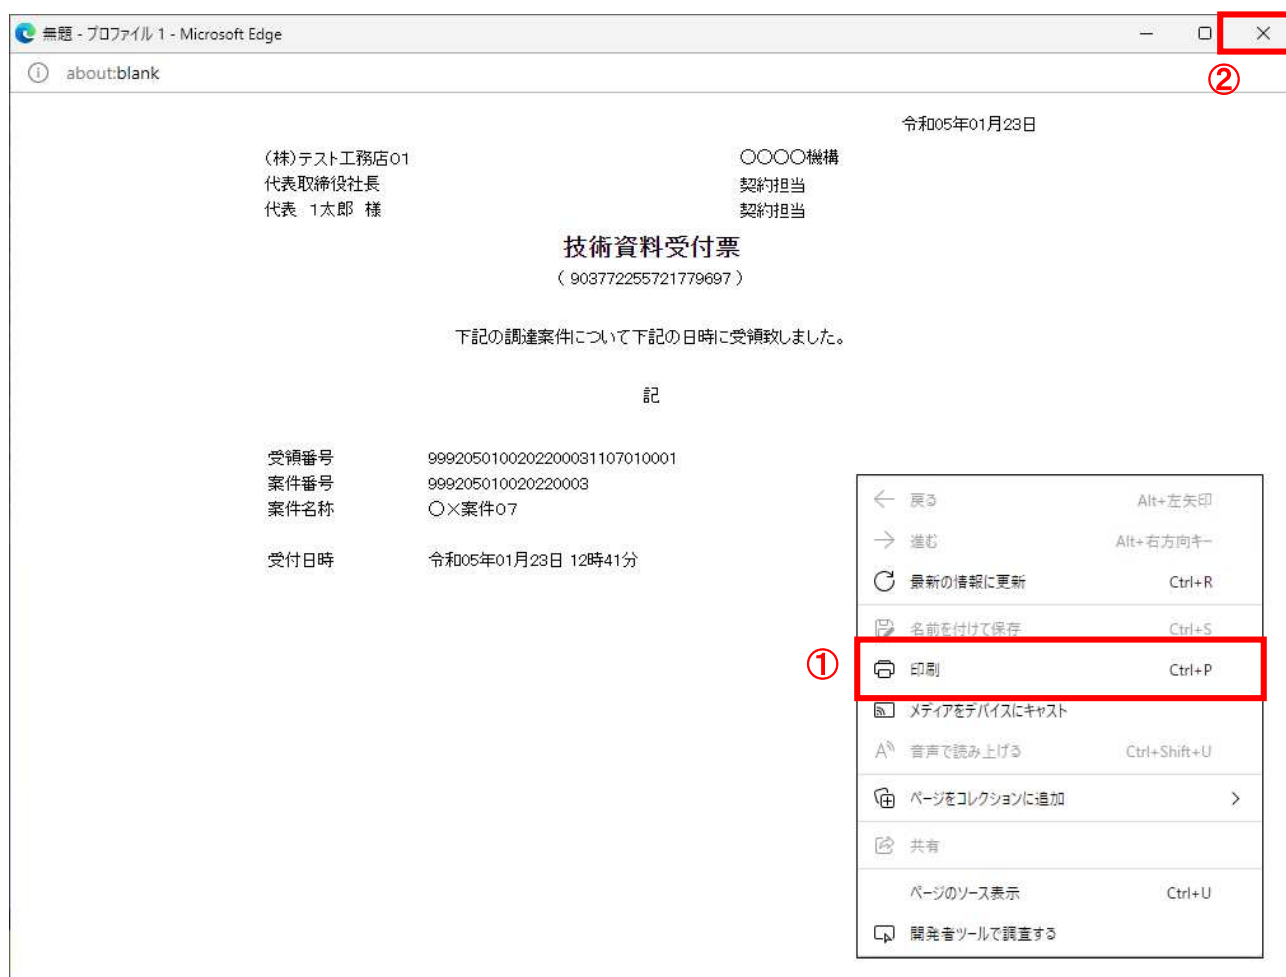 無題 - プロファイル 1 - Microsoft Edge
②
about:blank
令和05年01月23日
(株)テスト工務店01
〇〇〇〇機構
代表取締役社長
契約担当
代表 1太郎 様
契約担当
技術資料受付票
( 903772255721779697 )
下記の調達案件について下記の日時に受領致しました。
記
受領番号 9992050100202200031107010001
案件番号 999205010020220003
案件名称 〇×案件07
受付日時 令和05年01月23日 12時41分
戻る Alt+左矢印
進む Alt+右方向キー
最新の情報に更新 Ctrl+R
名前を付けて保存 Ctrl+S
① 印刷 Ctrl+P
メディアをデバイスにキャスト
音声で読み上げる Ctrl+Shift+U
ページをコレクションに追加
共有
ページのソース表示 Ctrl+U
開発者ツールで調査する